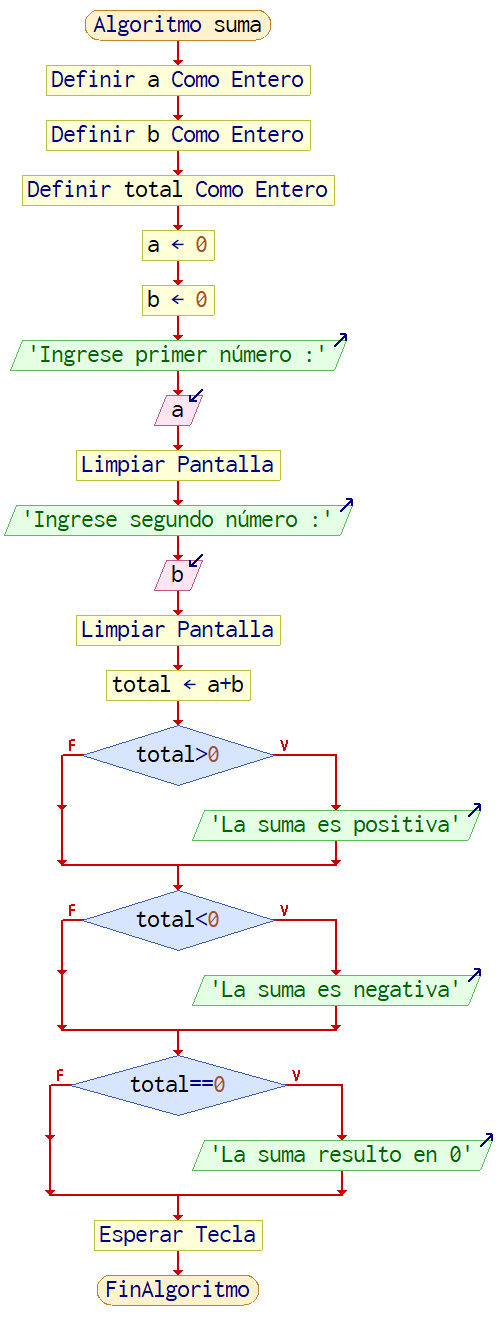 Algoritmo suma
Definir a Como Entero
Definir b Como Entero
Definir total Como Entero
a ← 0
b ← 0
'Ingrese primer número :'
a
Limpiar Pantalla
'Ingrese segundo número :'
b
Limpiar Pantalla
total ← a+b
F
total>0
V
'La suma es positiva'
F
total<0
V
'La suma es negativa'
F
total==0
V
'La suma resulto en 0'
Esperar Tecla
FinAlgoritmo